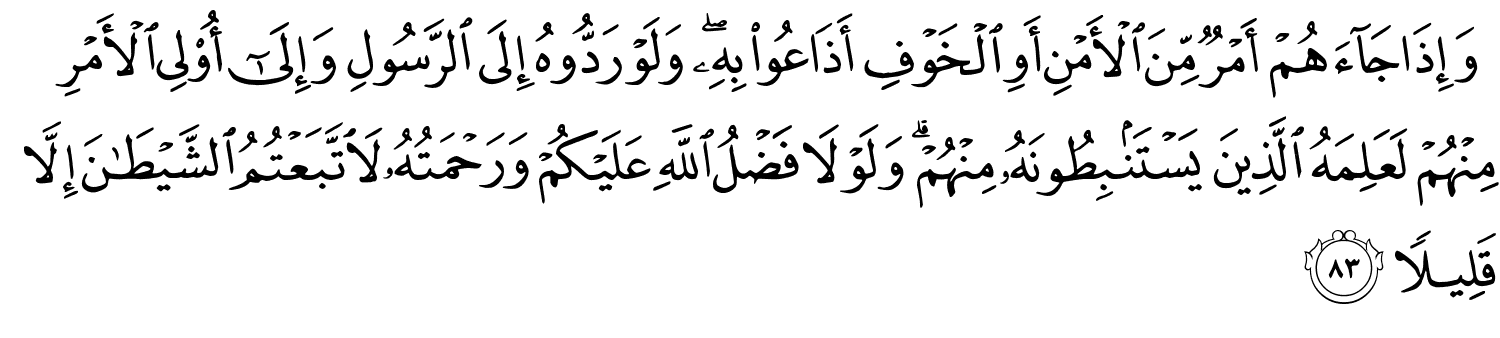 وَإِذَا جَآءَهُمۡ أَمۡرٌ مِّنَ ٱلۡأَمۡنِ أَوِ ٱلۡخَوۡفِ أَذَاعُواْ بِهِۦۖ وَلَوۡ رَدُّوهُ إِلَى ٱلرَّسُولِ وَإِلَىٰٓ أُوْلِي ٱلۡأَمۡرِ
مِنۡهُمۡ لَعَلِمَهُ ٱلَّذِينَ يَسۡتَنۢبِطُونَهُۥ مِنۡهُمۡۗ وَلَوۡلَا فَضۡلُ ٱللَّهِ عَلَيۡكُمۡ وَرَحۡمَتُهُۥ لَٱتَّبَعۡتُمُ ٱلشَّيۡطَٰنَ إِلَّا
قَلِيلًا ٨٣